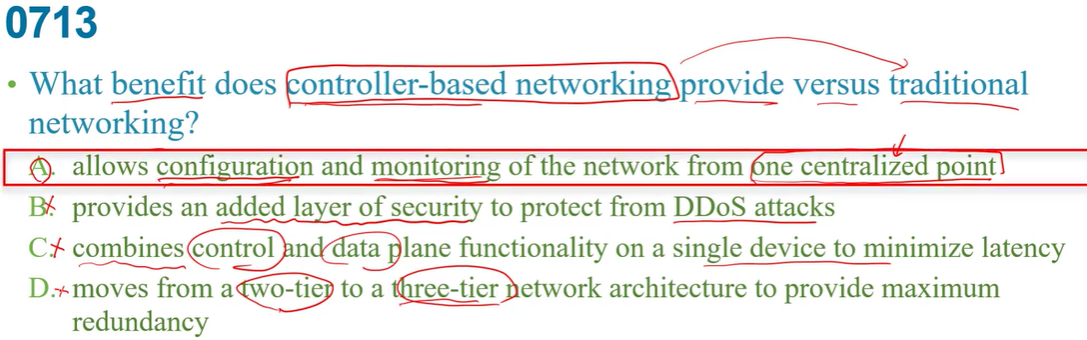 0713
• What benefit does controller-based networking provide versus traditional
networking?
A. allows configuration and monitoring of the network from one centralized point
B. provides an added layer of security to protect from DDoS attacks
C. combines control and data plane functionality on a single device to minimize latency
D. moves from a two-tier to a three-tier network architecture to provide maximum
redundancy